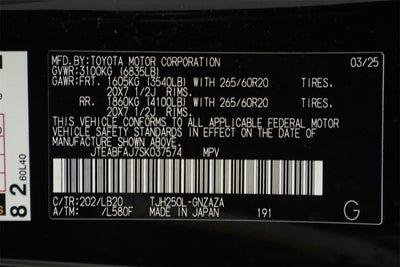 MFD.BY:TOYOTA MOTOR CORPORATION 03/25
GVWR:3100KG (6835LB)
GAWR:FRT. 1605KG (3540LB) WITH 265/60R20 TIRES.
20X7 1/2J RIMS.
RR. 1860KG (4100LB) WITH 265/60R20 TIRES.
20X7 1/2J RIMS.
THIS VEHICLE CONFORMS TO ALL APPLICABLE FEDERAL MOTOR
VEHICLE SAFETY STANDARDS IN EFFECT ON THE DATE OF
MANUFACTURE SHOWN ABOVE.
JTEABFAJ7SK037574 MPV
C/TR:202/LB20 TJH250L-GNZAZA
A/TM: /L580F MADE IN JAPAN 191
G
82
60L40